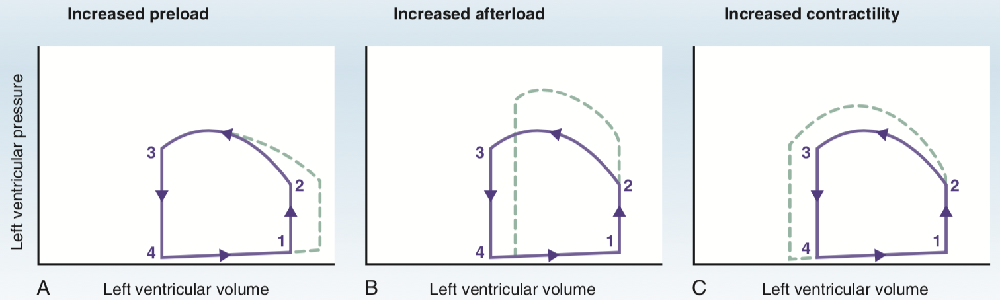 Increased preload
Increased afterload
Increased contractility
Left ventricular pressure
3
2
1
4
3
2
1
4
3
2
1
4
A
Left ventricular volume
B
Left ventricular volume
C
Left ventricular volume